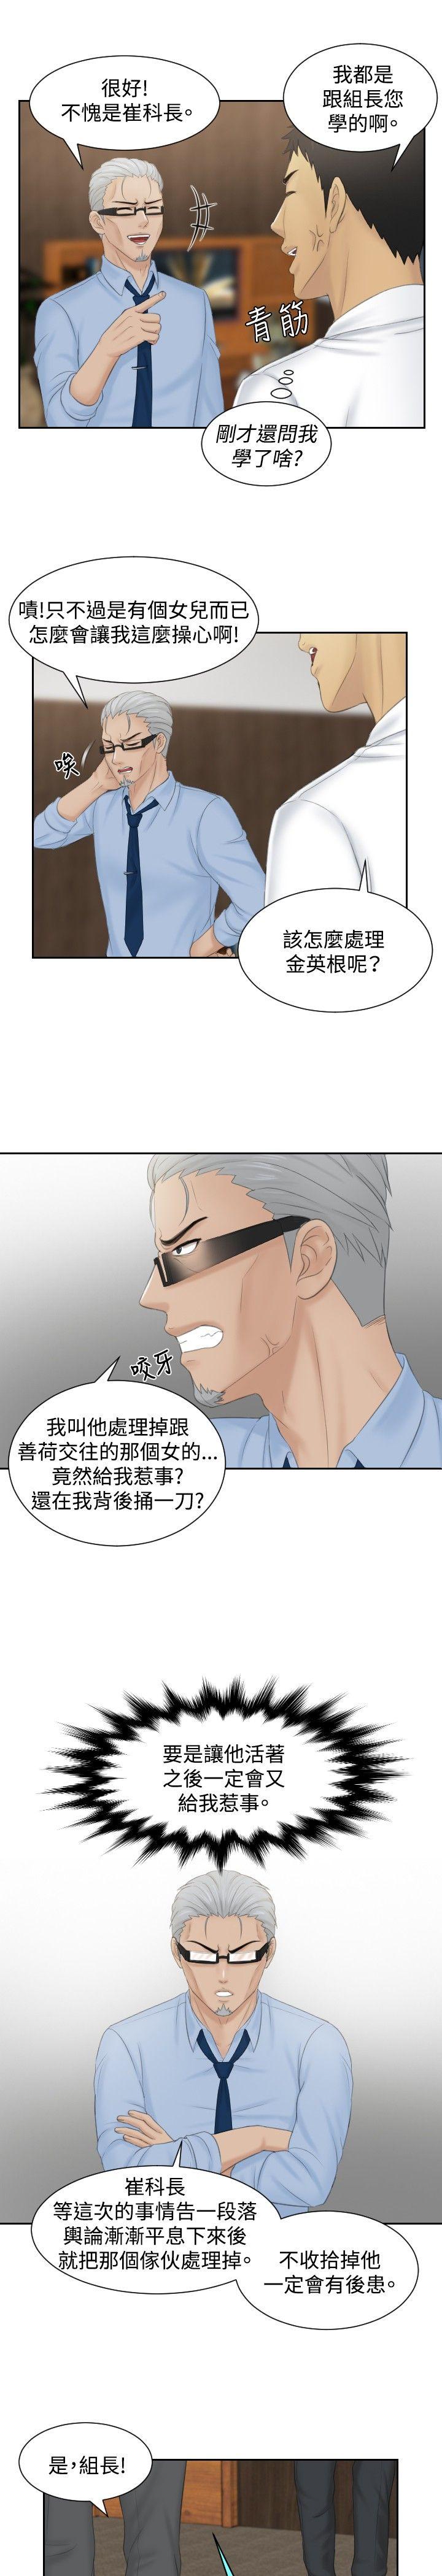 很好!
不愧是崔科長。
我都是
跟組長您
學的啊。
青筋
剛才還問我
學了啥?
嘖!只不過是有個女兒而已
怎麼會讓我這麼操心啊!
唉
該怎麼處理
金英根呢?
咬牙
我叫他處理掉跟
善荷交往的那個女的...
竟然給我惹事?
還在我背後捅一刀?
要是讓他活著
之後一定會又
給我惹事。
崔科長
等這次的事情告一段落
輿論漸漸平息下來後
就把那個傢伙處理掉。
不收拾掉他
一定會有後患。
是,組長!